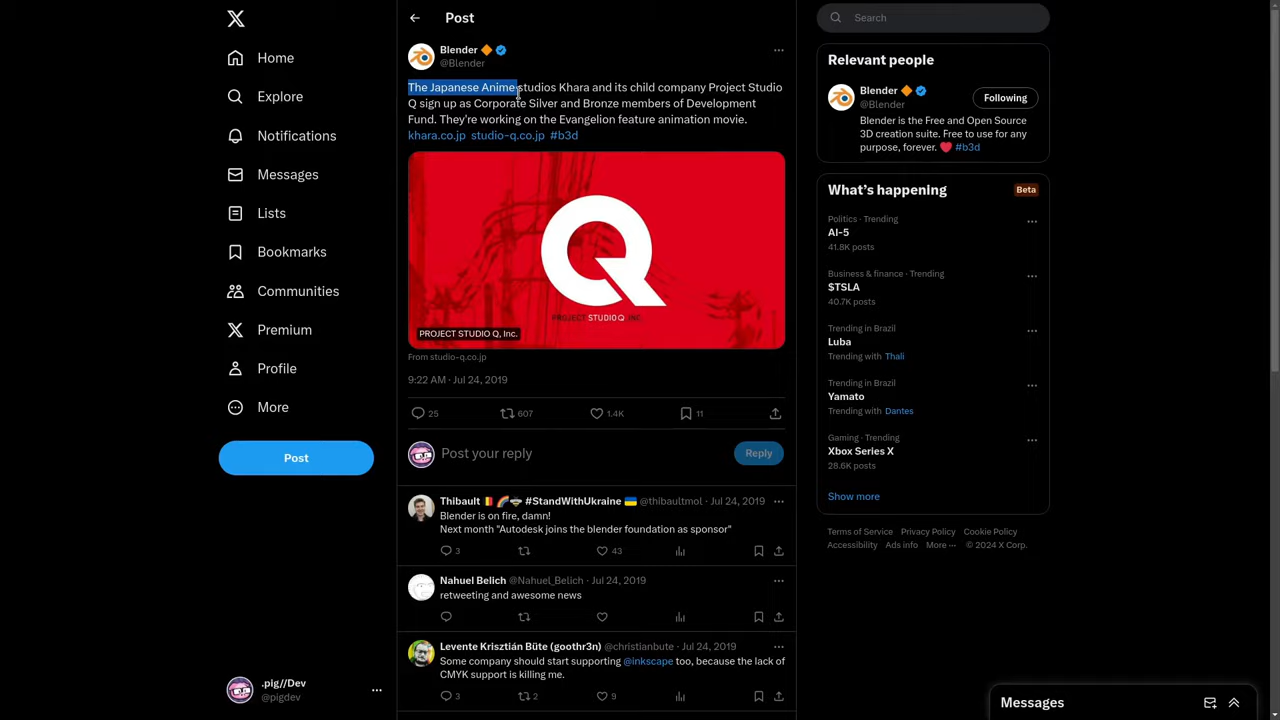 Post
Home
Explore
Notifications
Messages
Lists
Bookmarks
Communities
Premium
Profile
More
Post
.pig//Dev
@pigdev
Blender
@Blender
The Japanese Anime studios Khara and its child company Project Studio
Q sign up as Corporate Silver and Bronze members of Development
Fund. They're working on the Evangelion feature animation movie.
khara.co.jp studio-q.co.jp #b3d
PROJECT STUDIO Q INC.
PROJECT STUDIO Q, Inc.
From studio-q.co.jp
9:22 AM · Jul 24, 2019
25 607 1.4K 11
Post your reply
Reply
Thibault #StandWithUkraine @thibaultmol · Jul 24, 2019
Blender is on fire, damn!
Next month "Autodesk joins the blender foundation as sponsor"
3 43
Nahuel Belich @Nahuel_Belich · Jul 24, 2019
retweeting and awesome news
Levente Krisztián Büte (goothr3n) @christianbute · Jul 24, 2019
Some company should start supporting @inkscape too, because the lack of
CMYK support is killing me.
3 2 9
Search
Relevant people
Blender
@Blender
Following
Blender is the Free and Open Source
3D creation suite. Free to use for any
purpose, forever. ❤️ #b3d
What's happening
Beta
Politics · Trending
AI-5
41.8K posts
Business & finance · Trending
$TSLA
40.7K posts
Trending in Brazil
Luba
Trending with Thali
Trending in Brazil
Yamato
Trending with Dantes
Gaming · Trending
Xbox Series X
28.6K posts
Show more
Terms of Service Privacy Policy Cookie Policy
Accessibility Ads info More ··· © 2024 X Corp.
Messages